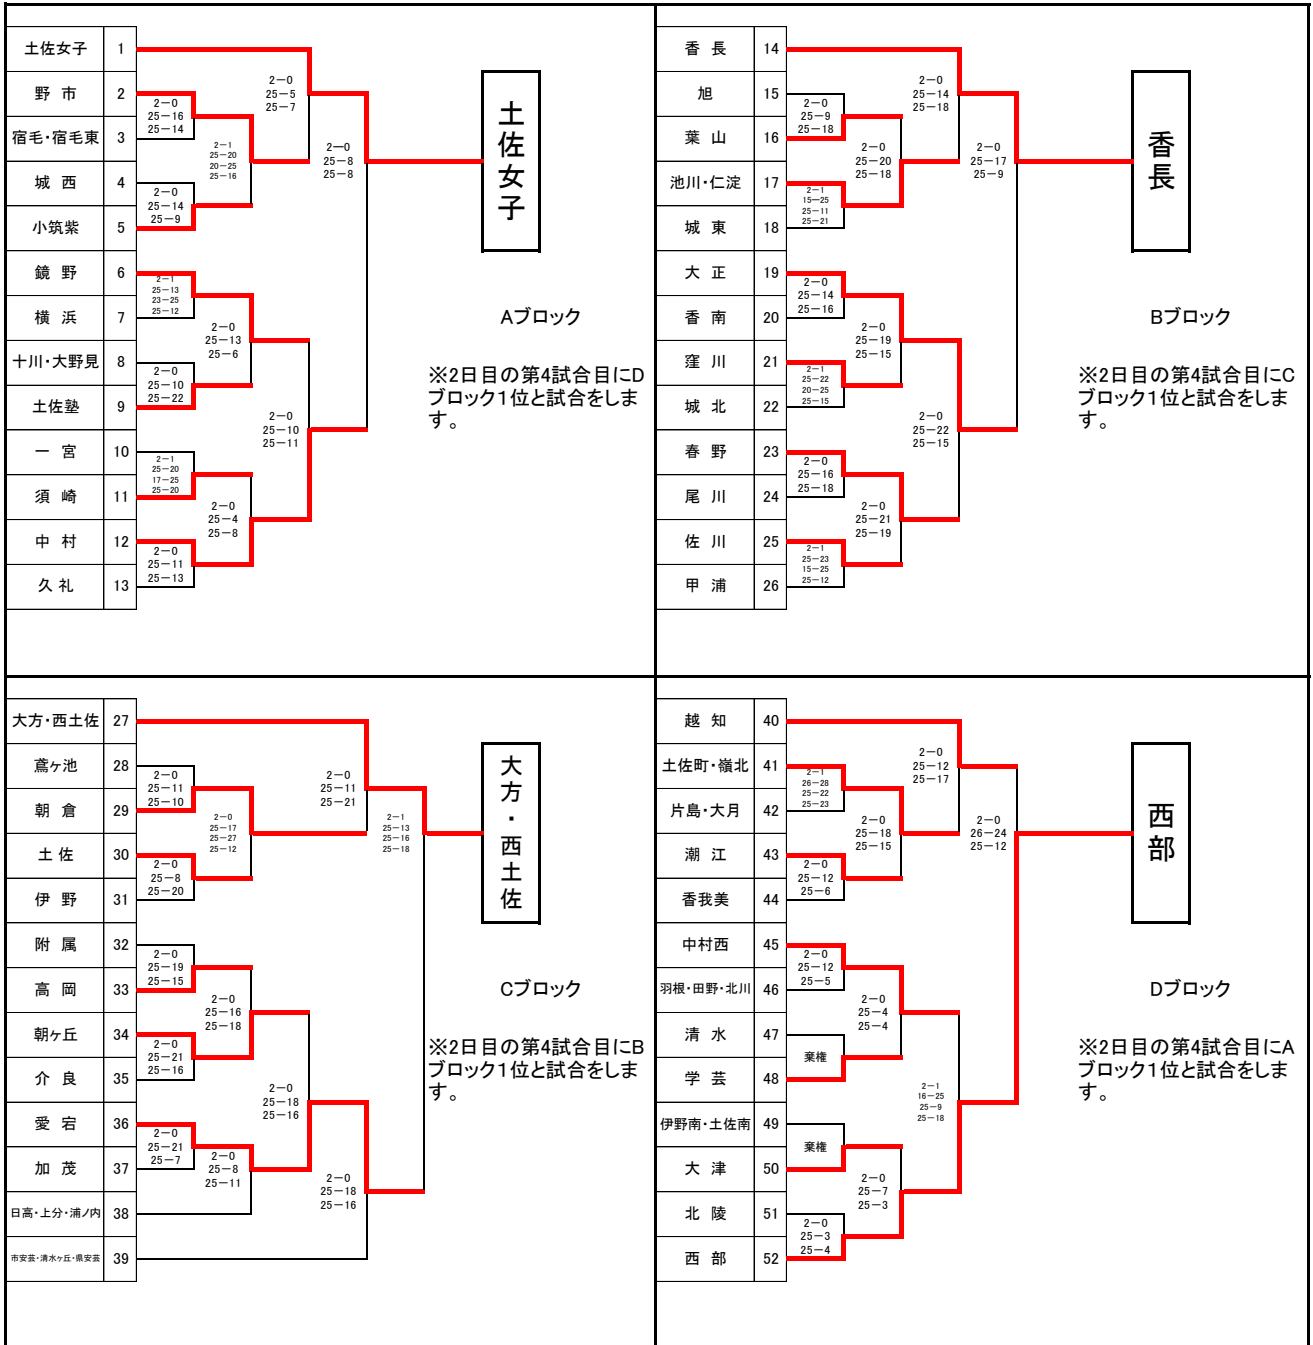 土佐女子 1
野 市 2
宿毛・宿毛東 3
城 西 4
小筑紫 5
鏡 野 6
横 浜 7
十川・大野見 8
土佐塾 9
一 宮 10
須 崎 11
中 村 12
久 礼 13
2-0
25-16
25-14
2-0
25-14
25-9
2-1
25-13
23-25
25-12
2-0
25-10
25-22
2-1
25-20
17-25
25-20
2-0
25-11
25-13
2-1
25-20
20-25
25-16
2-0
25-13
25-6
2-0
25-4
25-8
2-0
25-5
25-7
2-0
25-10
25-11
2-0
25-8
25-8
土佐女子
Aブロック
※2日目の第4試合目にD
ブロック1位と試合をしま
す。
香 長 14
旭 15
葉 山 16
池川・仁淀 17
城 東 18
大 正 19
香 南 20
窪 川 21
城 北 22
春 野 23
尾 川 24
佐 川 25
甲 浦 26
2-0
25-9
25-18
2-1
15-25
25-11
25-21
2-0
25-14
25-16
2-1
25-22
20-25
25-15
2-0
25-16
25-18
2-1
25-23
15-25
25-12
2-0
25-20
25-18
2-0
25-19
25-15
2-0
25-21
25-19
2-0
25-14
25-18
2-0
25-22
25-15
2-0
25-17
25-9
香長
Bブロック
※2日目の第4試合目にC
ブロック1位と試合をしま
す。
大方・西土佐 27
鳶ヶ池 28
朝 倉 29
土 佐 30
伊 野 31
附 属 32
高 岡 33
朝ヶ丘 34
介 良 35
愛 宕 36
加 茂 37
日高・上分・浦ノ内 38
市安芸・清水ヶ丘・県安芸 39
2-0
25-11
25-10
2-0
25-8
25-20
2-0
25-19
25-15
2-0
25-21
25-16
2-0
25-21
25-7
2-0
25-17
25-27
25-12
2-0
25-16
25-18
2-0
25-8
25-11
2-0
25-18
25-16
2-0
25-11
25-21
2-0
25-18
25-16
2-1
25-13
25-16
25-18
大方・西土佐
Cブロック
※2日目の第4試合目にB
ブロック1位と試合をしま
す。
越 知 40
土佐町・嶺北 41
片島・大月 42
潮 江 43
香我美 44
中村西 45
羽根・田野・北川 46
清 水 47
学 芸 48
伊野南・土佐南 49
大 津 50
北 陵 51
西 部 52
2-1
26-28
25-22
25-23
2-0
25-12
25-6
2-0
25-12
25-5
棄権
棄権
2-0
25-3
25-4
2-0
25-18
25-15
2-0
25-4
25-4
2-0
25-7
25-3
2-0
25-12
25-17
2-1
16-25
25-9
25-18
2-0
26-24
25-12
西部
Dブロック
※2日目の第4試合目にA
ブロック1位と試合をしま
す。